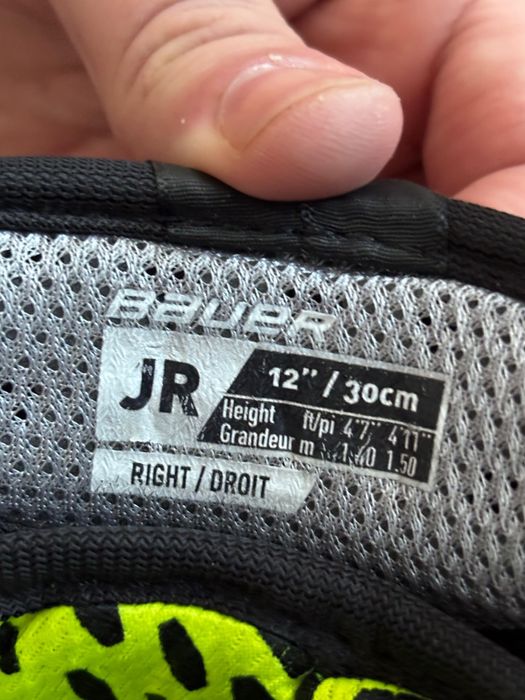 BAUER
JR
12" / 30cm
Height ft/pi 4'7" 4'11"
Grandeur m 1.40 1.50
RIGHT / DROIT